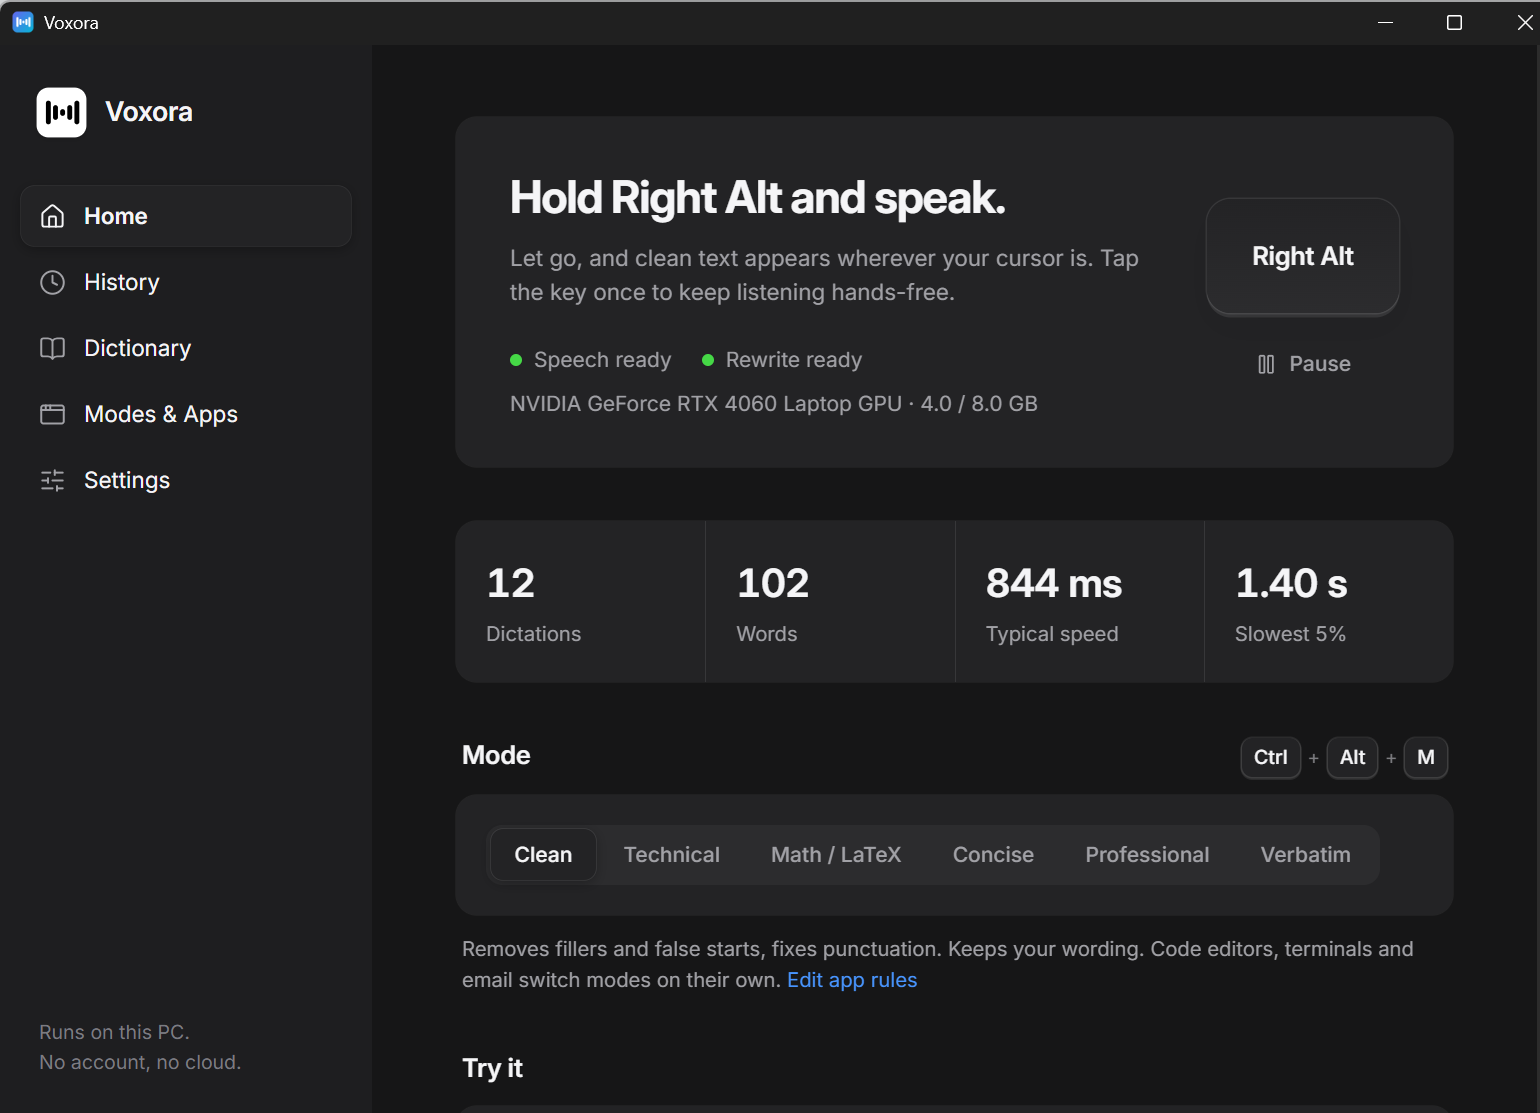 Voxora
Voxora
Home
History
Dictionary
Modes & Apps
Settings
Runs on this PC.
No account, no cloud.
Hold Right Alt and speak.
Let go, and clean text appears wherever your cursor is. Tap
the key once to keep listening hands-free.
Speech ready
Rewrite ready
NVIDIA GeForce RTX 4060 Laptop GPU · 4.0 / 8.0 GB
Right Alt
Pause
12
Dictations
102
Words
844 ms
Typical speed
1.40 s
Slowest 5%
Mode
Ctrl + Alt + M
Clean
Technical
Math / LaTeX
Concise
Professional
Verbatim
Removes fillers and false starts, fixes punctuation. Keeps your wording. Code editors, terminals and
email switch modes on their own. Edit app rules
Try it